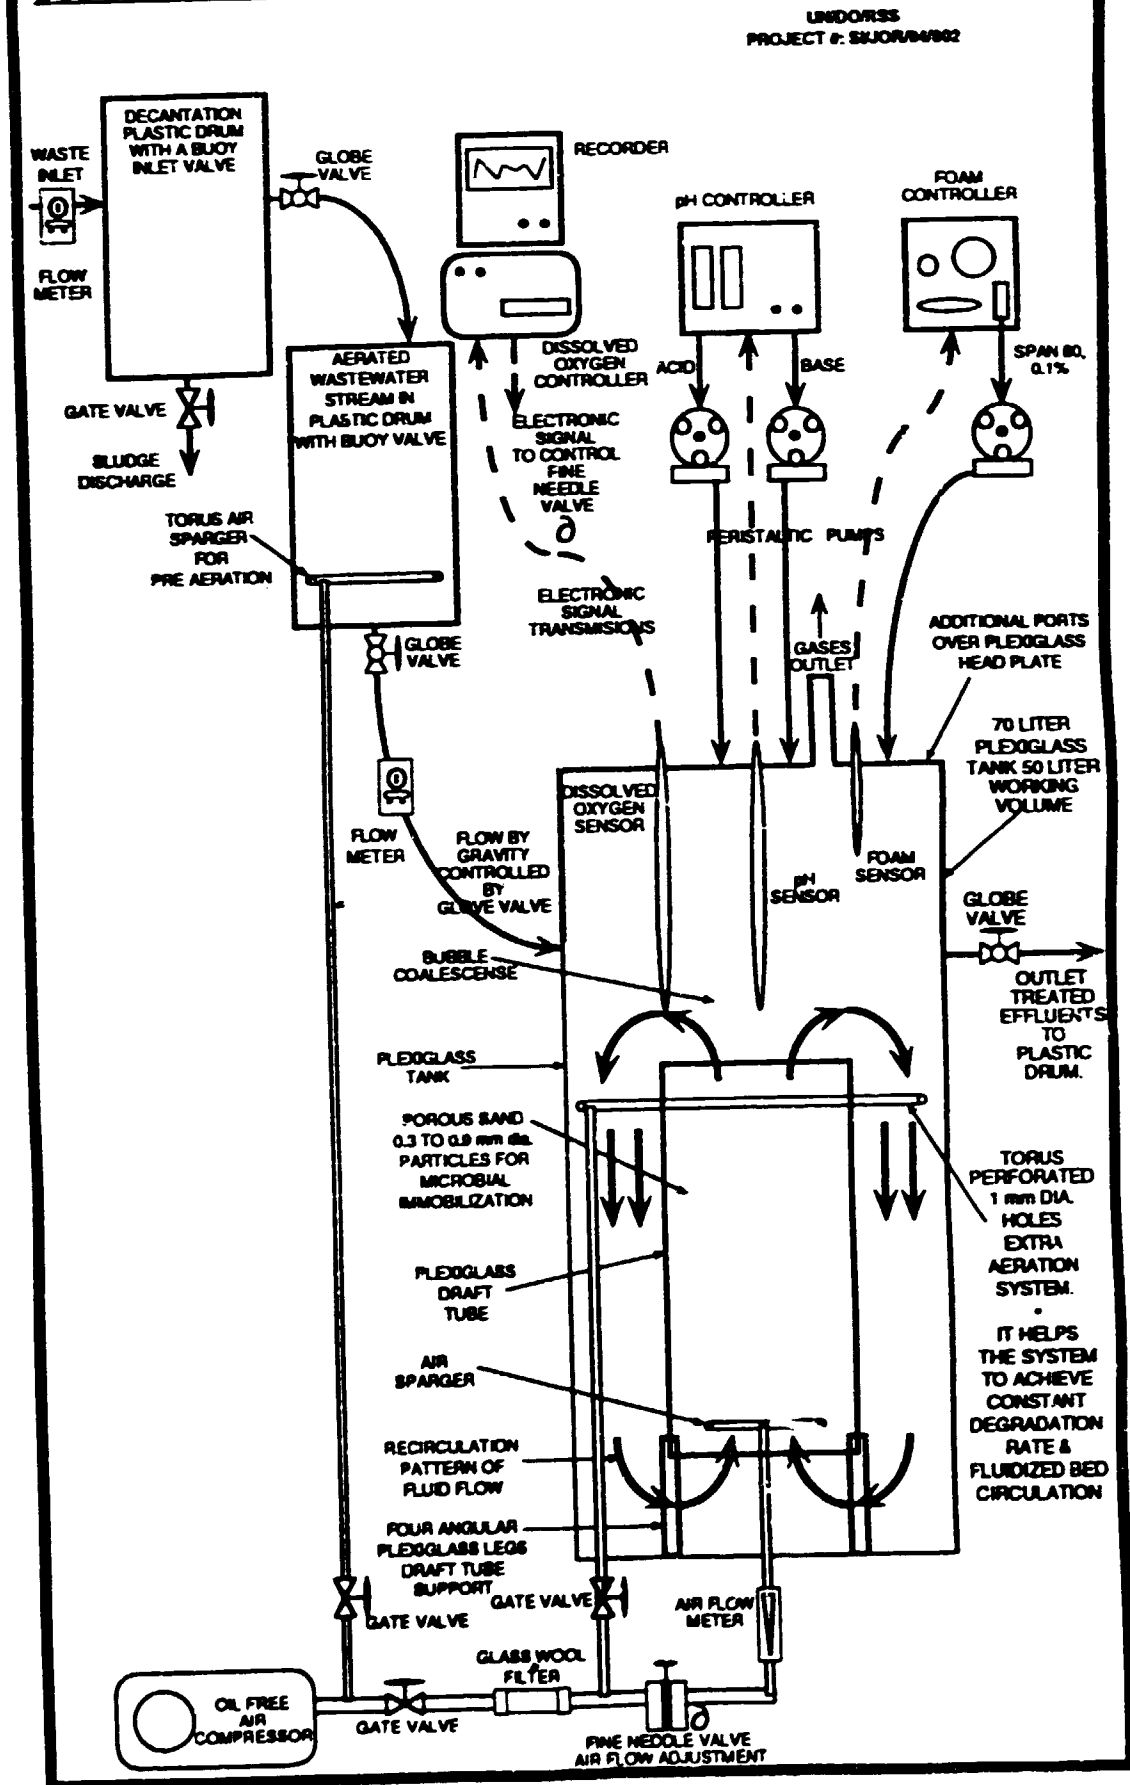 UNIDO/RSS
DECANTATION
PLASTIC DRUM
WITH A BUOY
INLET VALVE
WASTE
INLET
FLOW
METER
GLOBE
VALVE
RECORDER
pH CONTROLLER
FOAM
CONTROLLER
GATE VALVE
SLUDGE
DISCHARGE
AERATED
WASTEWATER
STREAM IN
PLASTIC DRUM
WITH BUOY VALVE
DISSOLVED
OXYGEN
CONTROLLER
ACID
BASE
SPAN 80,
0.1%
ELECTRONIC
SIGNAL
TO CONTROL
FINE
NEEDLE
VALVE
TORUS AIR
SPARGER
FOR
PRE AERATION
PERISTALTIC PUMPS
ELECTRONIC
SIGNAL
TRANSMISIONS
GLOBE
VALVE
GASES
OUTLET
ADDITIONAL PORTS
OVER PLEXIGLASS
HEAD PLATE
70 LITER
PLEXIGLASS
TANK 50 LITER
WORKING
VOLUME
DISSOLVED
OXYGEN
SENSOR
FLOW
METER
FLOW BY
GRAVITY
CONTROLLED
BY
GLOVE VALVE
pH
SENSOR
FOAM
SENSOR
GLOBE
VALVE
BUBBLE
COALESCENSE
OUTLET
TREATED
EFFLUENTS
TO
PLASTIC
DRUM.
PLEXIGLASS
TANK
POROUS SAND
0.3 TO 0.9 mm dia.
PARTICLES FOR
MICROBIAL
IMMOBILIZATION
TORUS
PERFORATED
1 mm DIA.
HOLES
EXTRA
AERATION
SYSTEM.
IT HELPS
THE SYSTEM
TO ACHIEVE
CONSTANT
DEGRADATION
RATE &
FLUIDIZED BED
CIRCULATION
PLEXIGLASS
DRAFT
TUBE
AIR
SPARGER
RECIRCULATION
PATTERN OF
FLUID FLOW
FOUR ANGULAR
PLEXIGLASS LEGS
DRAFT TUBE
SUPPORT
GATE VALVE
GATE VALVE
AIR FLOW
METER
GLASS WOOL
FILTER
OIL FREE
AIR
COMPRESSOR
GATE VALVE
FINE NEDDLE VALVE
AIR FLOW ADJUSTMENT